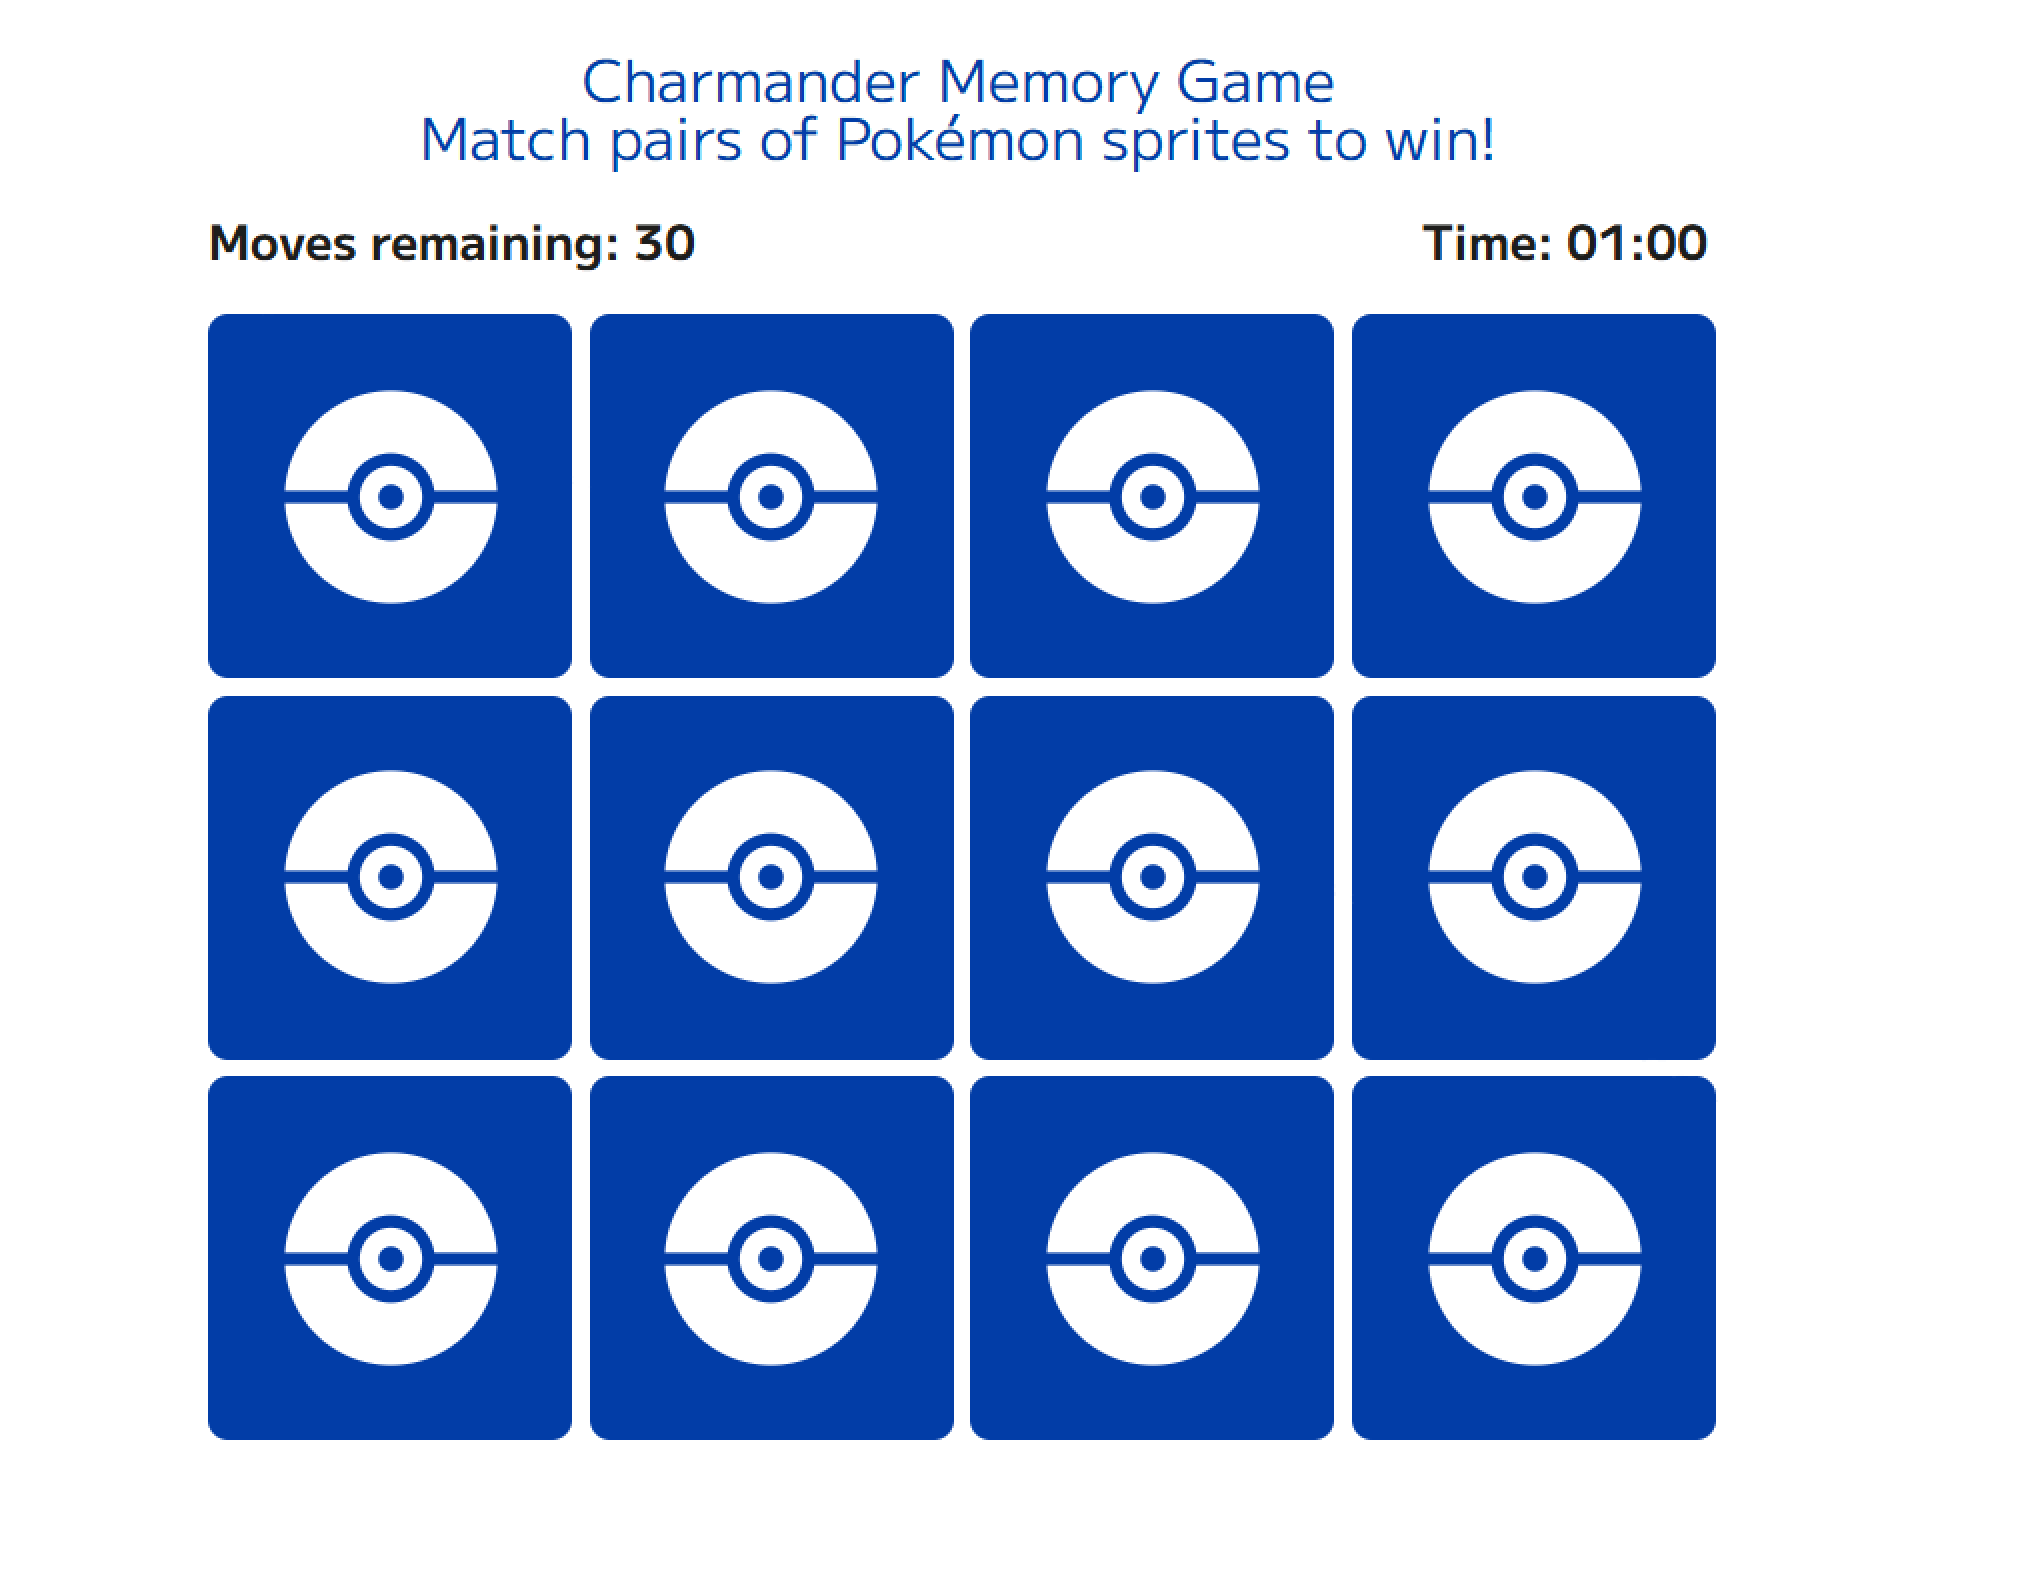 Charmander Memory Game
Match pairs of Pokémon sprites to win!
Moves remaining: 30
Time: 01:00